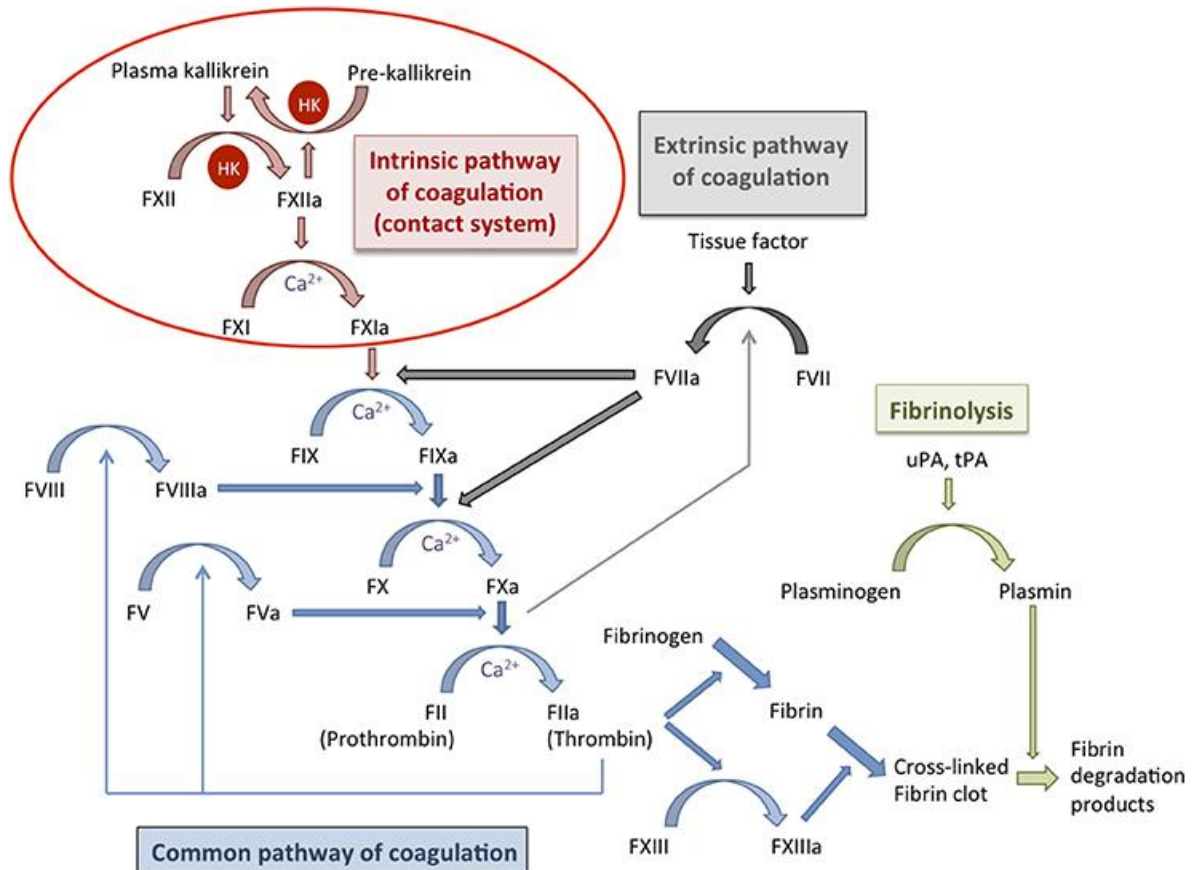 Plasma kallikrein
Pre-kallikrein
HK
HK
FXII
FXIIa
Intrinsic pathway
of coagulation
(contact system)
Ca²⁺
FXI
FXIa
Extrinsic pathway
of coagulation
Tissue factor
FVIIa
FVII
Ca²⁺
FIX
FIXa
FVIII
FVIIIa
Ca²⁺
FX
FXa
FV
FVa
Ca²⁺
FII
(Prothrombin)
FIIa
(Thrombin)
Fibrinogen
Fibrin
FXIII
FXIIIa
Cross-linked
Fibrin clot
Fibrinolysis
uPA, tPA
Plasminogen
Plasmin
Fibrin
degradation
products
Common pathway of coagulation